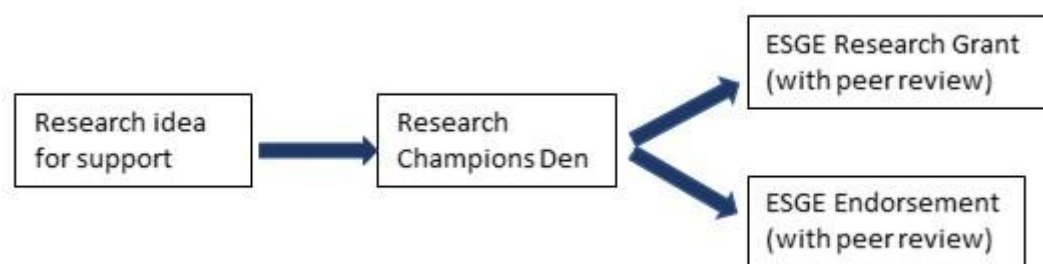 Research idea
for support
Research
Champions Den
ESGE Research Grant
(with peer review)
ESGE Endorsement
(with peer review)